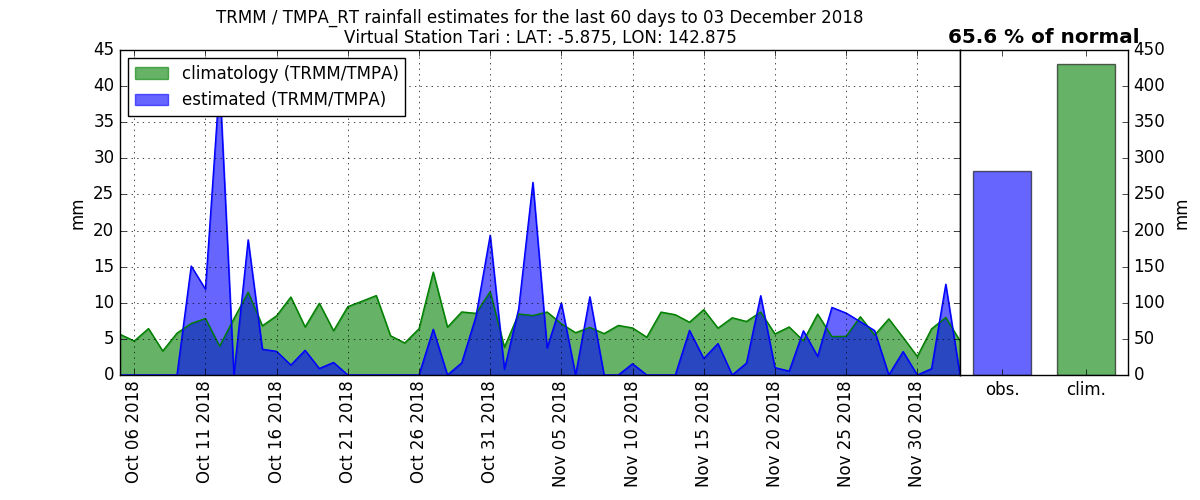 TRMM / TMPA_RT rainfall estimates for the last 60 days to 03 December 2018
Virtual Station Tari : LAT: -5.875, LON: 142.875
65.6 % of normal
climatology (TRMM/TMPA)
estimated (TRMM/TMPA)
45
40
35
30
25
20
15
10
5
0
mm
Oct 06 2018
Oct 11 2018
Oct 16 2018
Oct 21 2018
Oct 26 2018
Oct 31 2018
Nov 05 2018
Nov 10 2018
Nov 15 2018
Nov 20 2018
Nov 25 2018
Nov 30 2018
obs.
clim.
450
400
350
300
250
200
150
100
50
0
mm